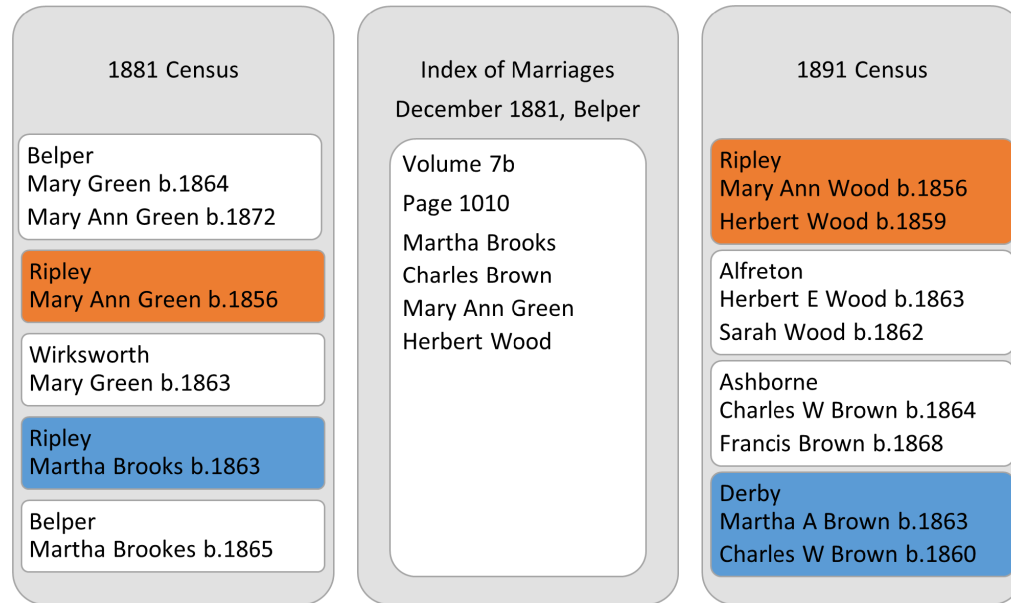 1881 Census
Belper
Mary Green b.1864
Mary Ann Green b.1872
Ripley
Mary Ann Green b.1856
Wirksworth
Mary Green b.1863
Ripley
Martha Brooks b.1863
Belper
Martha Brookes b.1865
Index of Marriages
December 1881, Belper
Volume 7b
Page 1010
Martha Brooks
Charles Brown
Mary Ann Green
Herbert Wood
1891 Census
Ripley
Mary Ann Wood b.1856
Herbert Wood b.1859
Alfreton
Herbert E Wood b.1863
Sarah Wood b.1862
Ashborne
Charles W Brown b.1864
Francis Brown b.1868
Derby
Martha A Brown b.1863
Charles W Brown b.1860